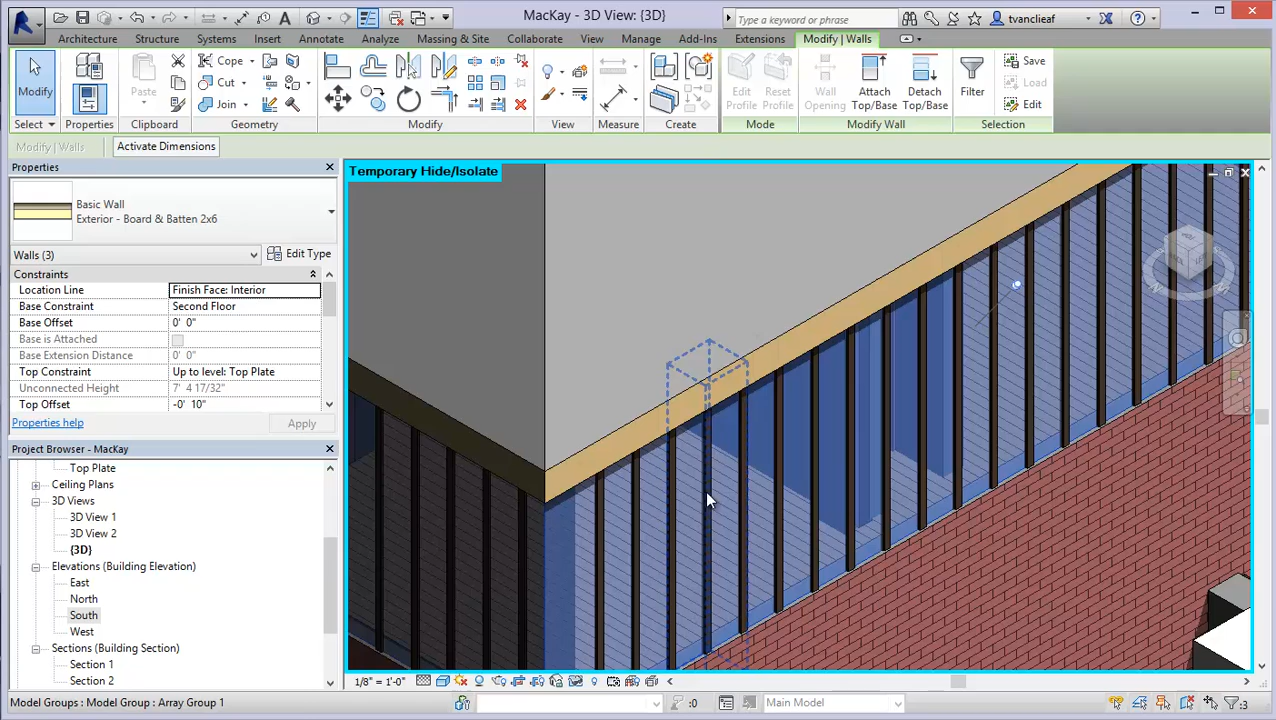 MacKay - 3D View: {3D}
Type a keyword or phrase
tvanclieaf
Architecture Structure Systems Insert Annotate Analyze Massing & Site Collaborate View Manage Add-Ins Extensions Modify | Walls
Modify
Paste
Cope
Cut
Join
Edit Profile
Reset Profile
Wall Opening
Attach Top/Base
Detach Top/Base
Filter
Save
Load
Edit
Select Properties Clipboard Geometry Modify View Measure Create Mode Modify Wall Selection
Modify | Walls
Activate Dimensions
Properties
Basic Wall
Exterior - Board & Batten 2x6
Walls (3)
Edit Type
Constraints
Location Line Finish Face: Interior
Base Constraint Second Floor
Base Offset 0' 0"
Base is Attached
Base Extension Distance 0' 0"
Top Constraint Up to level: Top Plate
Unconnected Height 7' 4 17/32"
Top Offset -0' 10"
Properties help
Apply
Project Browser - MacKay
Top Plate
Ceiling Plans
3D Views
3D View 1
3D View 2
{3D}
Elevations (Building Elevation)
East
North
South
West
Sections (Building Section)
Section 1
Section 2
Temporary Hide/Isolate
1/8" = 1'-0"
Model Groups : Model Group : Array Group 1
:0
Main Model
:3